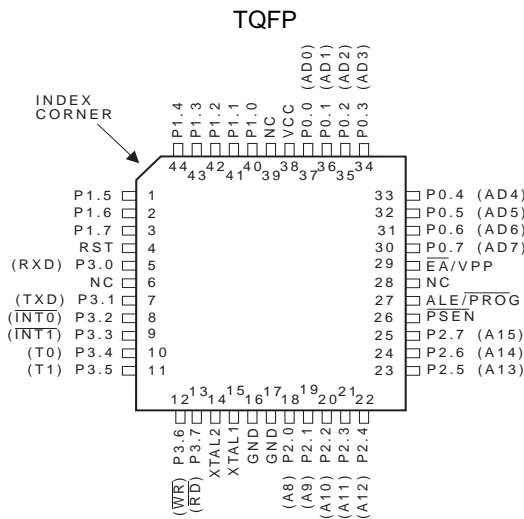 TQFP
INDEX
CORNER
P1.4
P1.3
P1.2
P1.1
P1.0
NC
VCC
P0.0 (AD0)
P0.1 (AD1)
P0.2 (AD2)
P0.3 (AD3)
44
43
42
41
40
39
38
37
36
35
34
P1.5 1
P1.6 2
P1.7 3
RST 4
(RXD) P3.0 5
NC 6
(TXD) P3.1 7
(INT0) P3.2 8
(INT1) P3.3 9
(T0) P3.4 10
(T1) P3.5 11
33 P0.4 (AD4)
32 P0.5 (AD5)
31 P0.6 (AD6)
30 P0.7 (AD7)
29 EA/VPP
28 NC
27 ALE/PROG
26 PSEN
25 P2.7 (A15)
24 P2.6 (A14)
23 P2.5 (A13)
12
13
14
15
16
17
18
19
20
21
22
(WR) P3.6
(RD) P3.7
XTAL2
XTAL1
GND
GND
(A8) P2.0
(A9) P2.1
(A10) P2.2
(A11) P2.3
(A12) P2.4